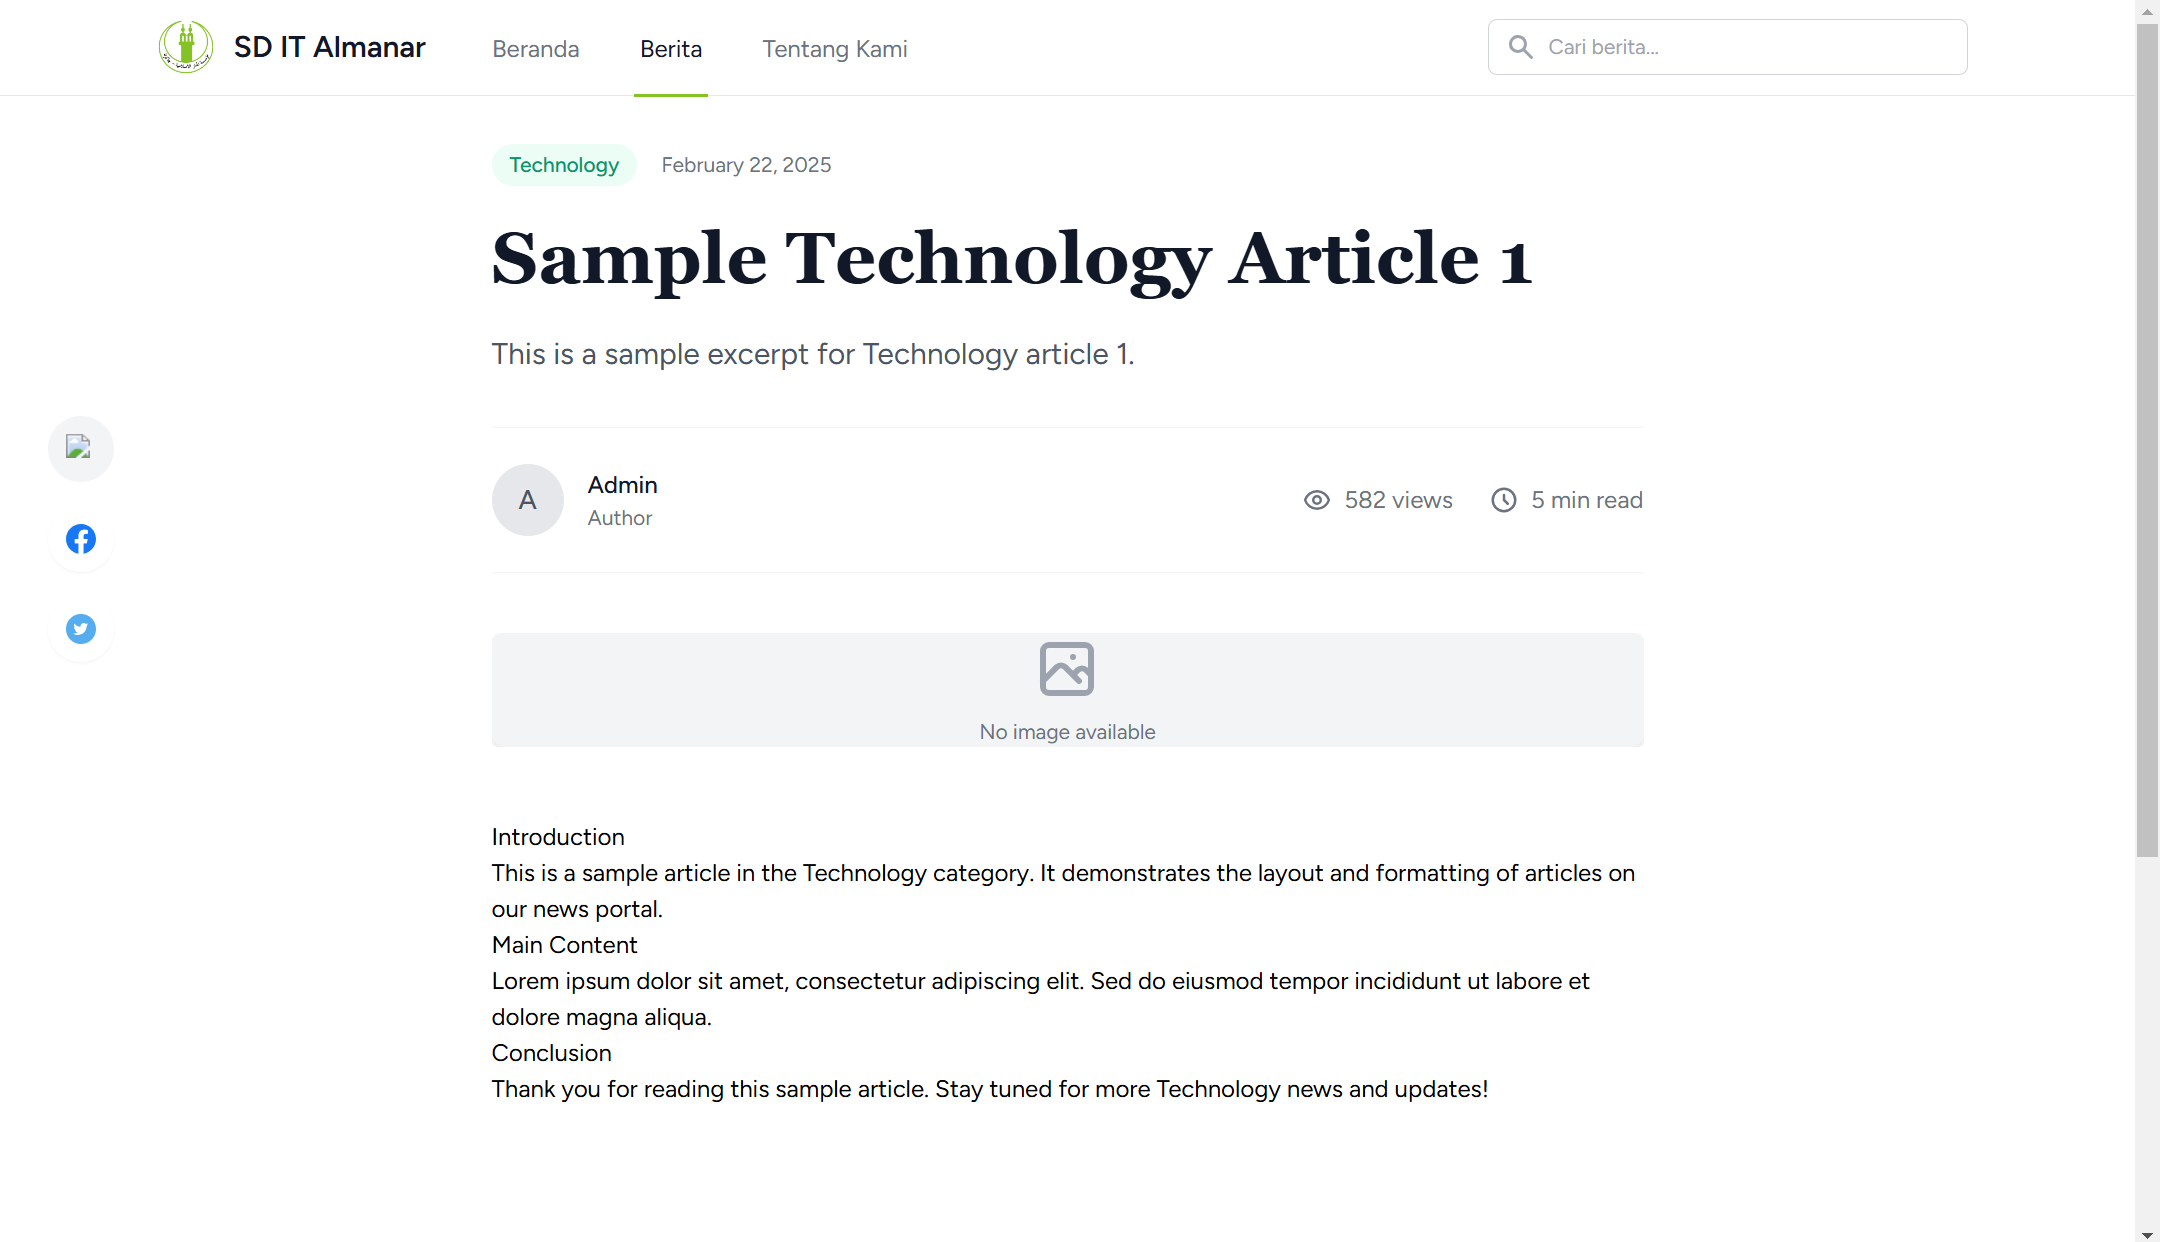 SD IT Almanar
Beranda
Berita
Tentang Kami
Cari berita...
Technology
February 22, 2025
Sample Technology Article 1
This is a sample excerpt for Technology article 1.
A
Admin
Author
582 views
5 min read
No image available
Introduction
This is a sample article in the Technology category. It demonstrates the layout and formatting of articles on
our news portal.
Main Content
Lorem ipsum dolor sit amet, consectetur adipiscing elit. Sed do eiusmod tempor incididunt ut labore et
dolore magna aliqua.
Conclusion
Thank you for reading this sample article. Stay tuned for more Technology news and updates!